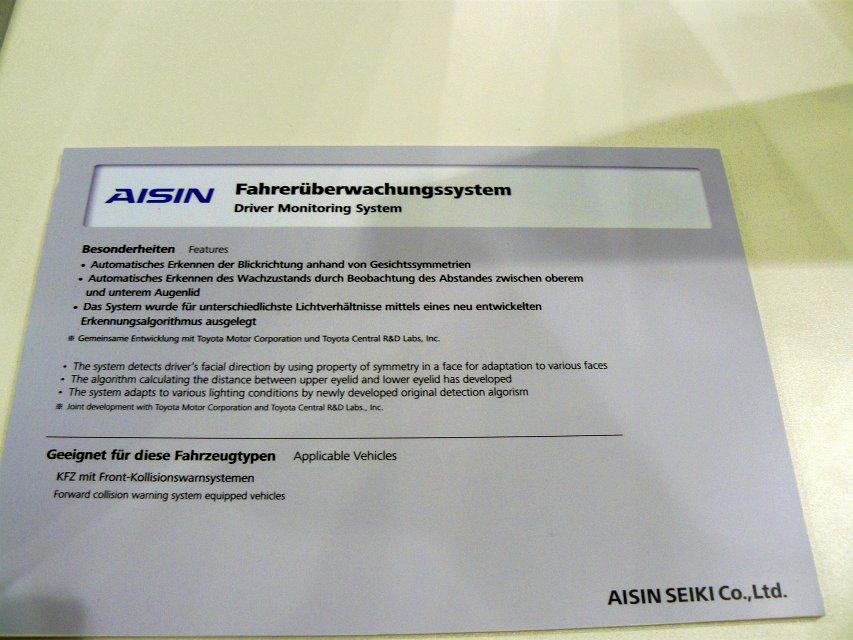 AISIN
Fahrerüberwachungssystem
Driver Monitoring System
Besonderheiten Features
• Automatisches Erkennen der Blickrichtung anhand von Gesichtssymmetrien
• Automatisches Erkennen des Wachzustands durch Beobachtung des Abstandes zwischen oberem
und unterem Augenlid
• Das System wurde für unterschiedlichste Lichtverhältnisse mittels eines neu entwickelten
Erkennungsalgorithmus ausgelegt
※ Gemeinsame Entwicklung mit Toyota Motor Corporation und Toyota Central R&D Labs, Inc.
• The system detects driver's facial direction by using property of symmetry in a face for adaptation to various faces
• The algorithm calculating the distance between upper eyelid and lower eyelid has developed
• The system adapts to various lighting conditions by newly developed original detection algorism
※ Joint development with Toyota Motor Corporation and Toyota Central R&D Labs., Inc.
Geeignet für diese Fahrzeugtypen Applicable Vehicles
KFZ mit Front-Kollisionswarnsystemen
Forward collision warning system equipped vehicles
AISIN SEIKI Co.,Ltd.